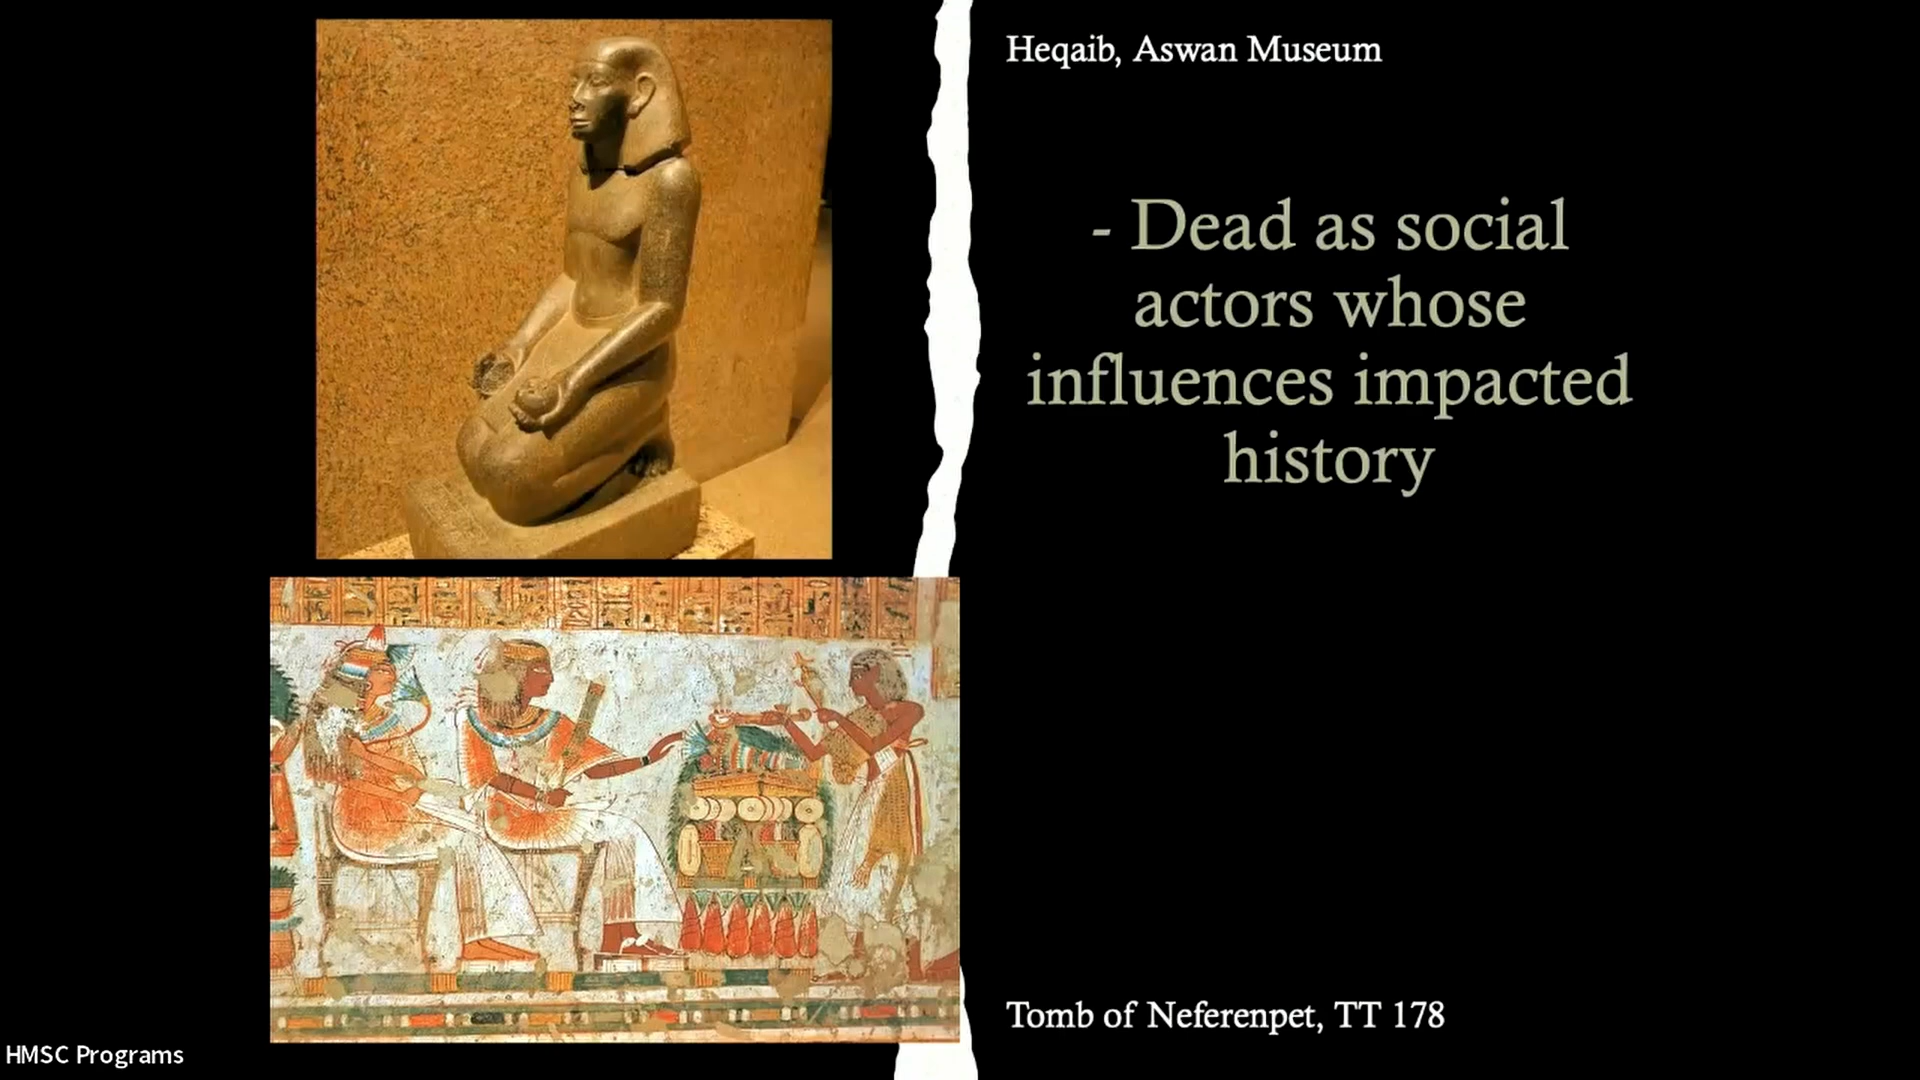 Heqaib, Aswan Museum
- Dead as social
actors whose
influences impacted
history
Tomb of Neferenpet, TT 178
HMSC Programs